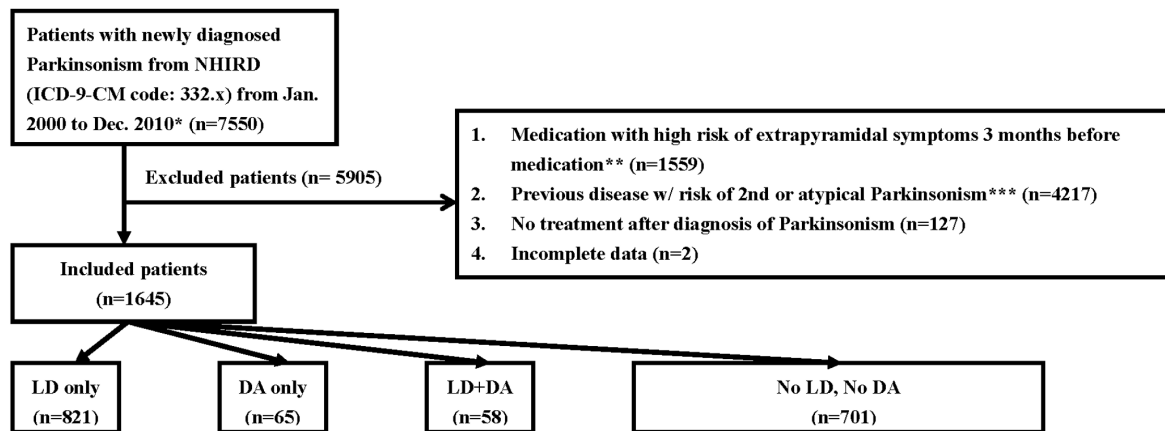 Patients with newly diagnosed
Parkinsonism from NHIRD
(ICD-9-CM code: 332.x) from Jan.
2000 to Dec. 2010* (n=7550)
Excluded patients (n= 5905)
1. Medication with high risk of extrapyramidal symptoms 3 months before
medication** (n=1559)
2. Previous disease w/ risk of 2nd or atypical Parkinsonism*** (n=4217)
3. No treatment after diagnosis of Parkinsonism (n=127)
4. Incomplete data (n=2)
Included patients
(n=1645)
LD only
(n=821)
DA only
(n=65)
LD+DA
(n=58)
No LD, No DA
(n=701)